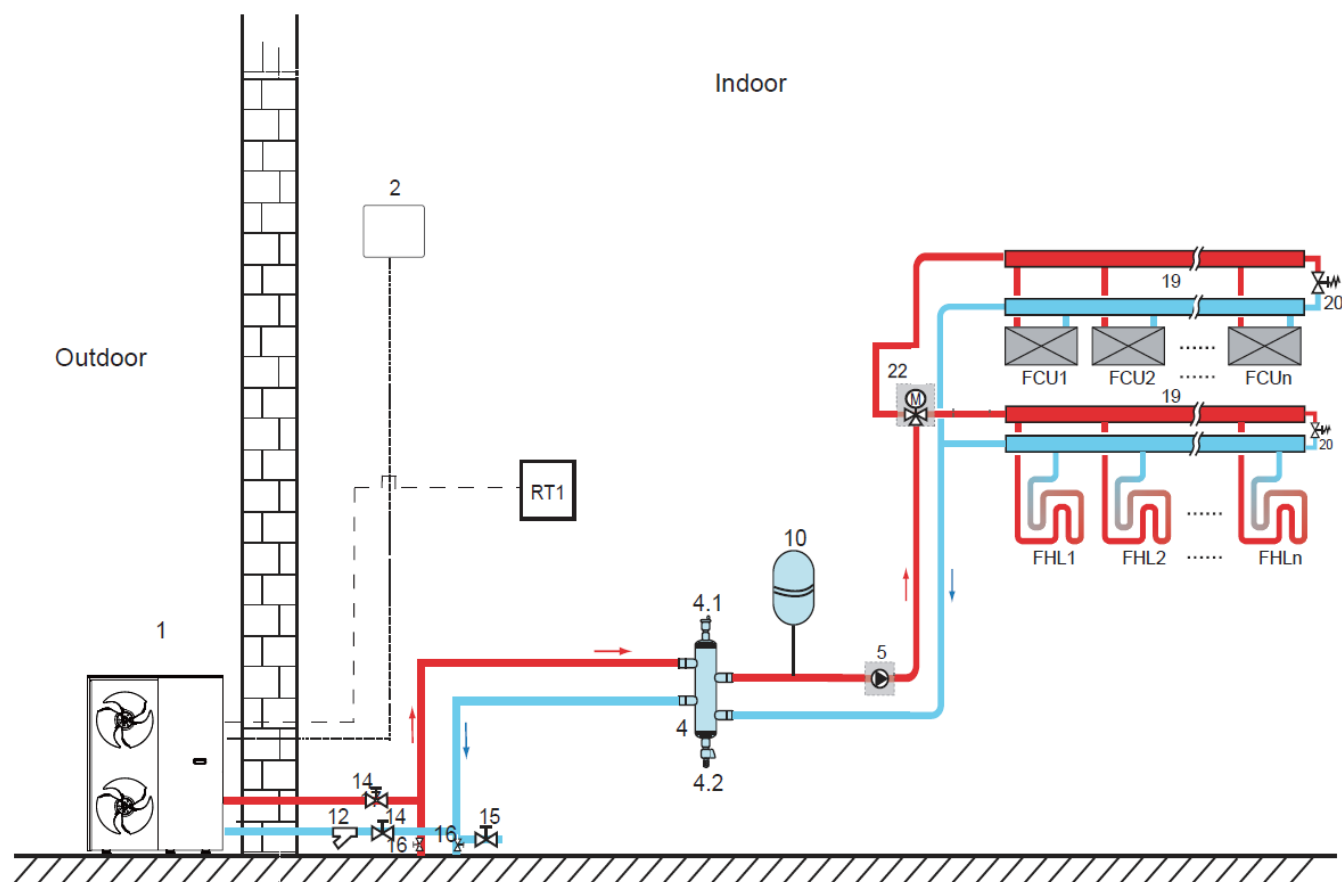 Indoor
2
Outdoor
19
20
FCU1
FCU2
......
......
FCUn
22
M
19
20
RT1
......
FHL1
FHL2
......
FHLn
10
4.1
1
5
4
4.2
14
12
14
16
16
15